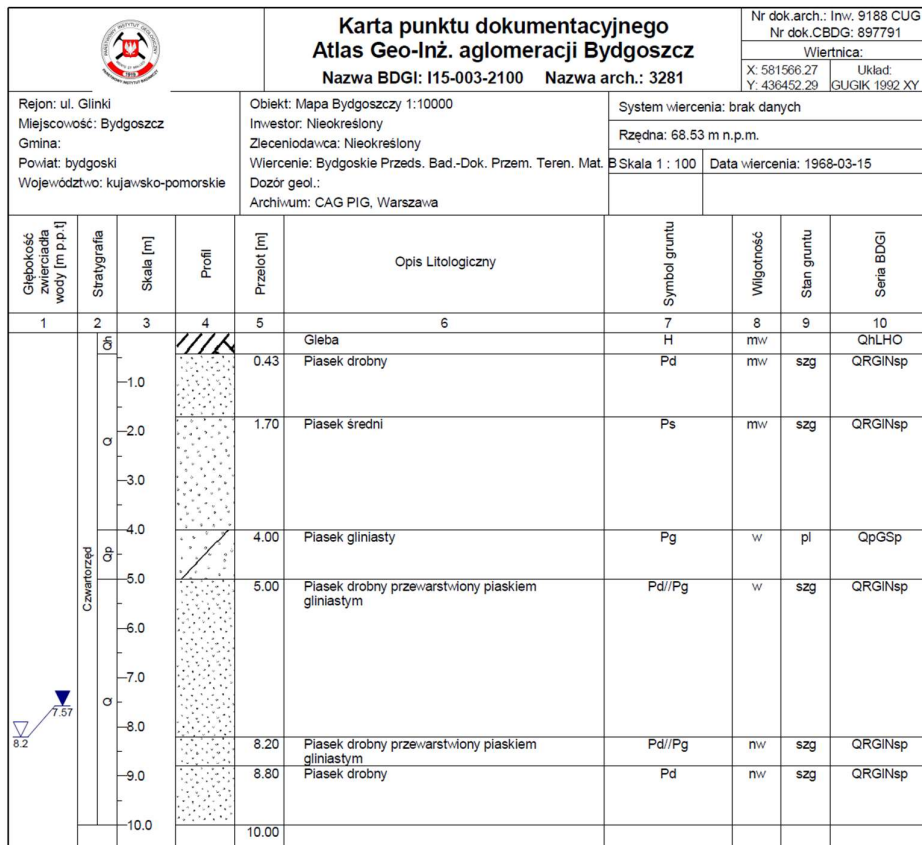 Karta punktu dokumentacyjnego
Atlas Geo-Inż. aglomeracji Bydgoszcz
Nazwa BDGI: I15-003-2100 Nazwa arch.: 3281
Nr dok.arch.: Inw. 9188 CUG
Nr dok.CBDG: 897791
Wiertnica:
X: 581566.27
Y: 436452.29
Układ:
GUGIK 1992 XY
Rejon: ul. Glinki
Miejscowość: Bydgoszcz
Gmina:
Powiat: bydgoski
Województwo: kujawsko-pomorskie
Obiekt: Mapa Bydgoszczy 1:10000
Inwestor: Nieokreślony
Zleceniodawca: Nieokreślony
Wiercenie: Bydgoskie Przeds. Bad.-Dok. Przem. Teren. Mat. B
Dozór geol.:
Archiwum: CAG PIG, Warszawa
System wiercenia: brak danych
Rzędna: 68.53 m n.p.m.
Skala 1 : 100 Data wiercenia: 1968-03-15
Głębokość zwierciadła wody [m p.p.t]
Stratygrafia
Skala [m]
Profil
Przelot [m]
Opis Litologiczny
Symbol gruntu
Wilgotność
Stan gruntu
Seria BDGI
1 2 3 4 5 6 7 8 9 10
Czwartorzęd
Qh
Gleba H mw QhLHO
0.43 Piasek drobny Pd mw szg QRGlNsp
-1.0
1.70 Piasek średni Ps mw szg QRGlNsp
Q
-2.0
-3.0
-4.0
4.00 Piasek gliniasty Pg w pl QpGSp
Qp
-5.0
5.00 Piasek drobny przewarstwiony piaskiem gliniastym Pd//Pg w szg QRGlNsp
-6.0
-7.0
Q
7.57
8.2
-8.0
8.20 Piasek drobny przewarstwiony piaskiem gliniastym Pd//Pg nw szg QRGlNsp
8.80 Piasek drobny Pd nw szg QRGlNsp
-9.0
-10.0
10.00